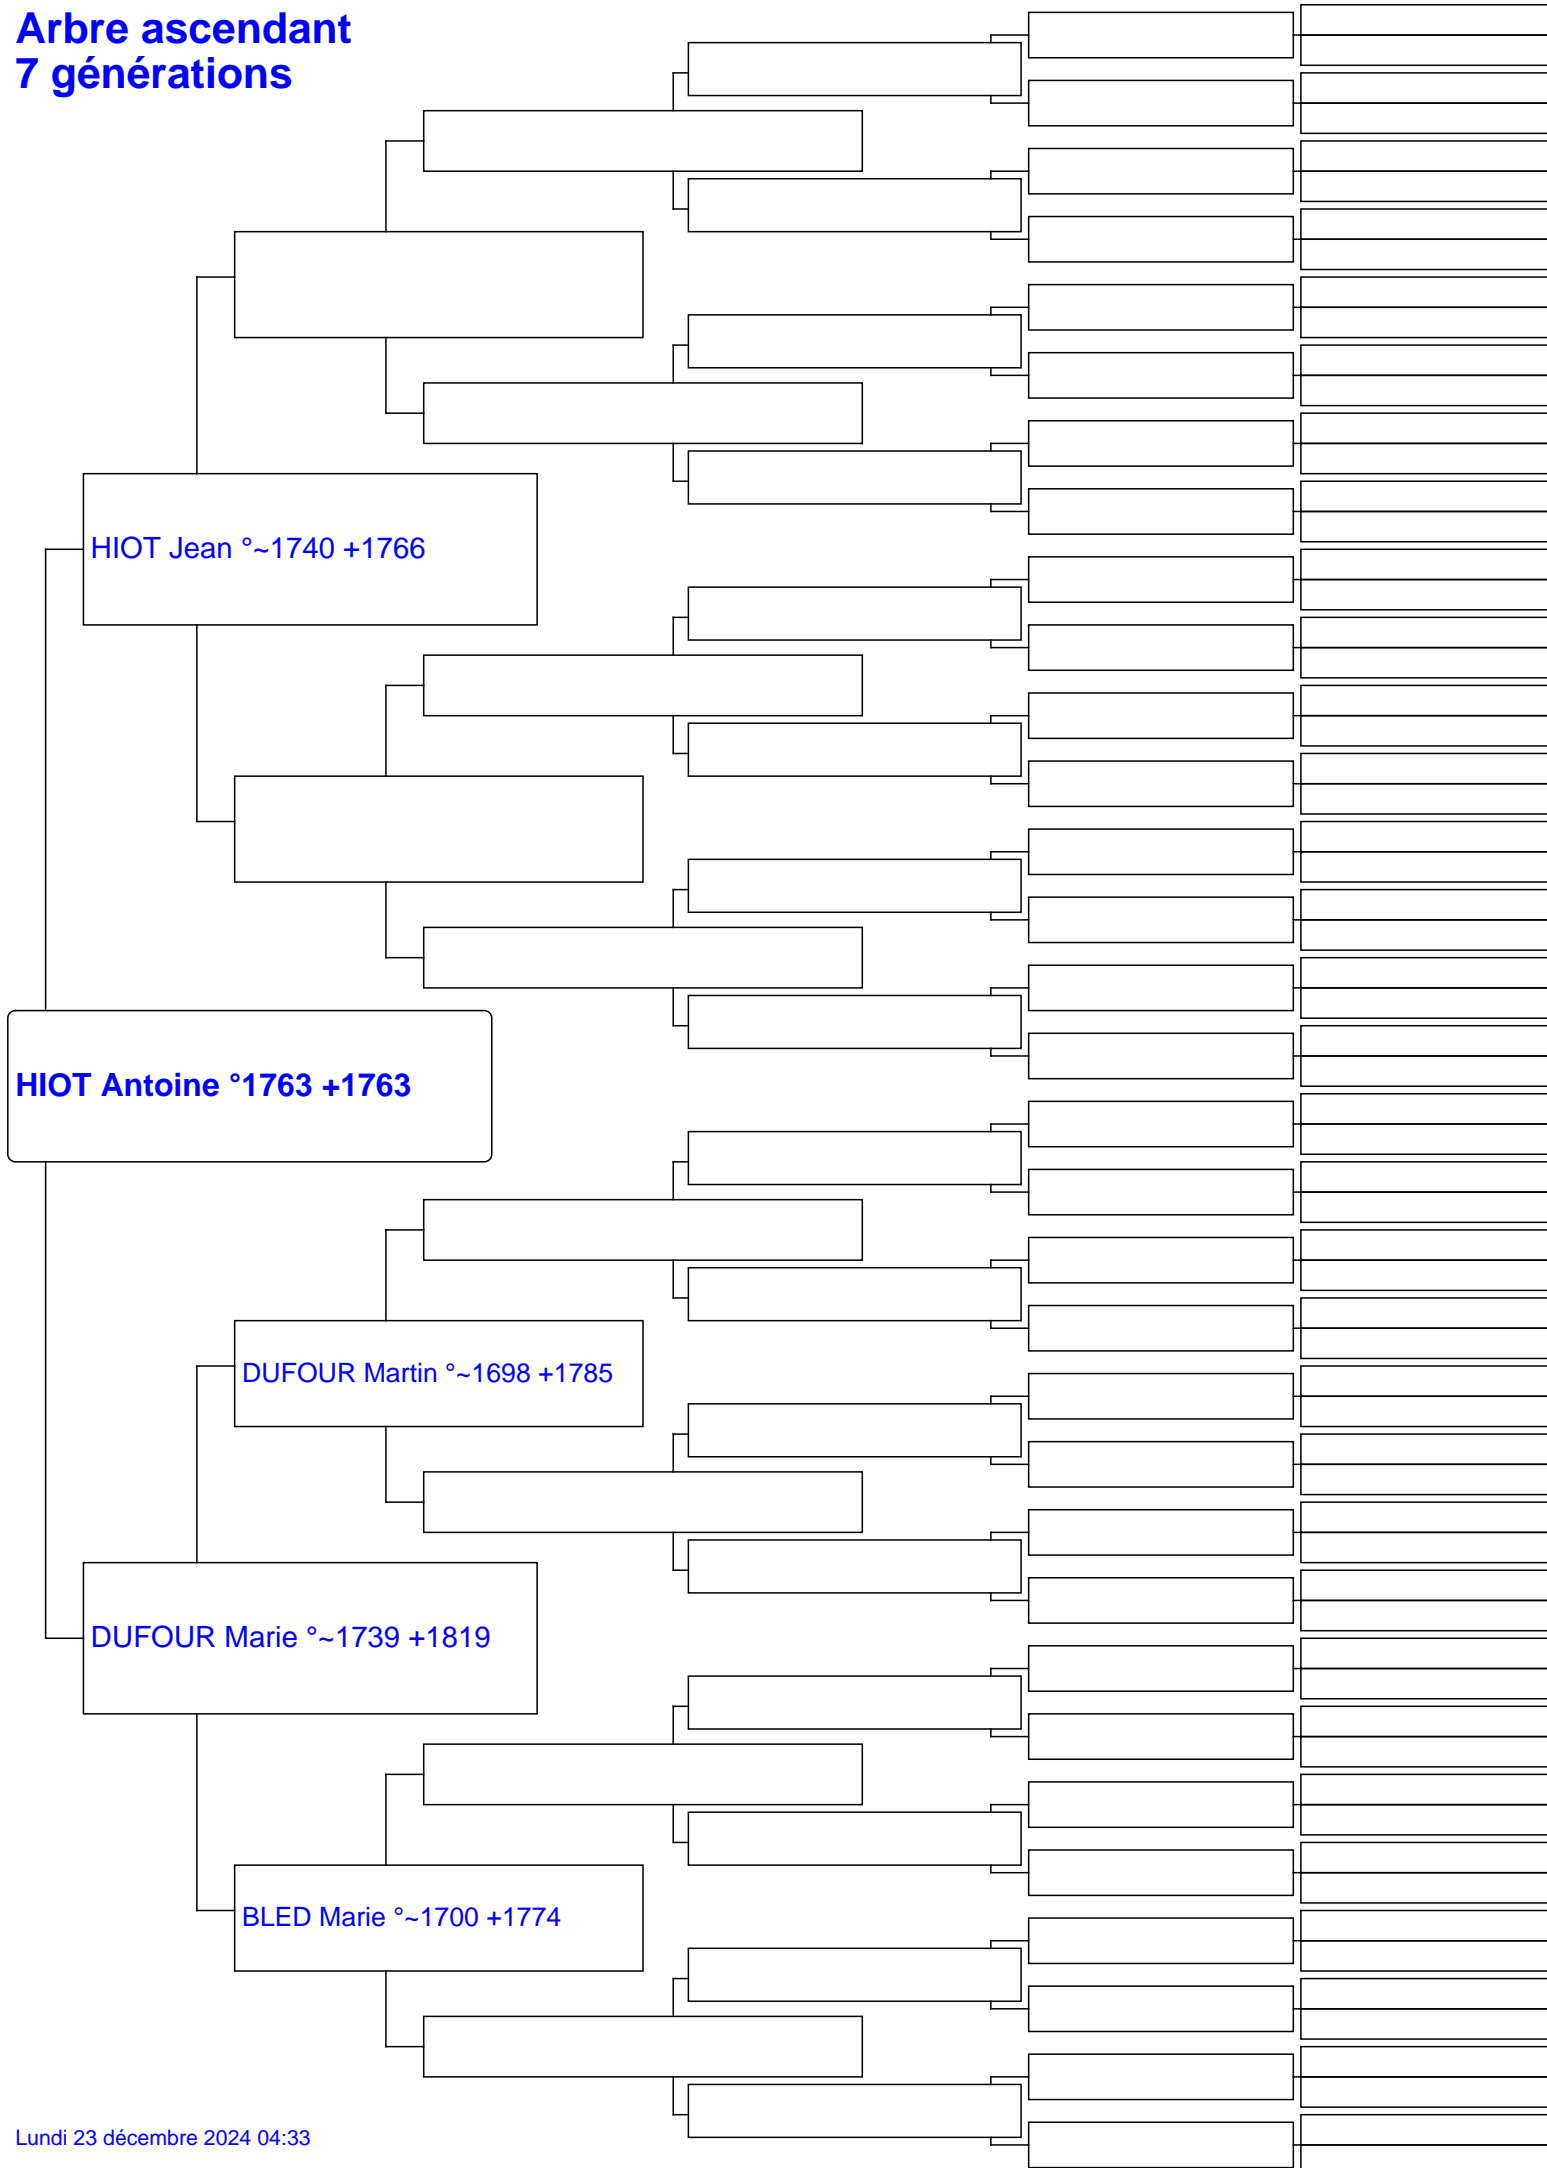 Arbre ascendant
7 générations
HIOT Jean °~1740 +1766
HIOT Antoine °1763 +1763
DUFOUR Martin °~1698 +1785
DUFOUR Marie °~1739 +1819
BLED Marie °~1700 +1774
Lundi 23 décembre 2024 04:33